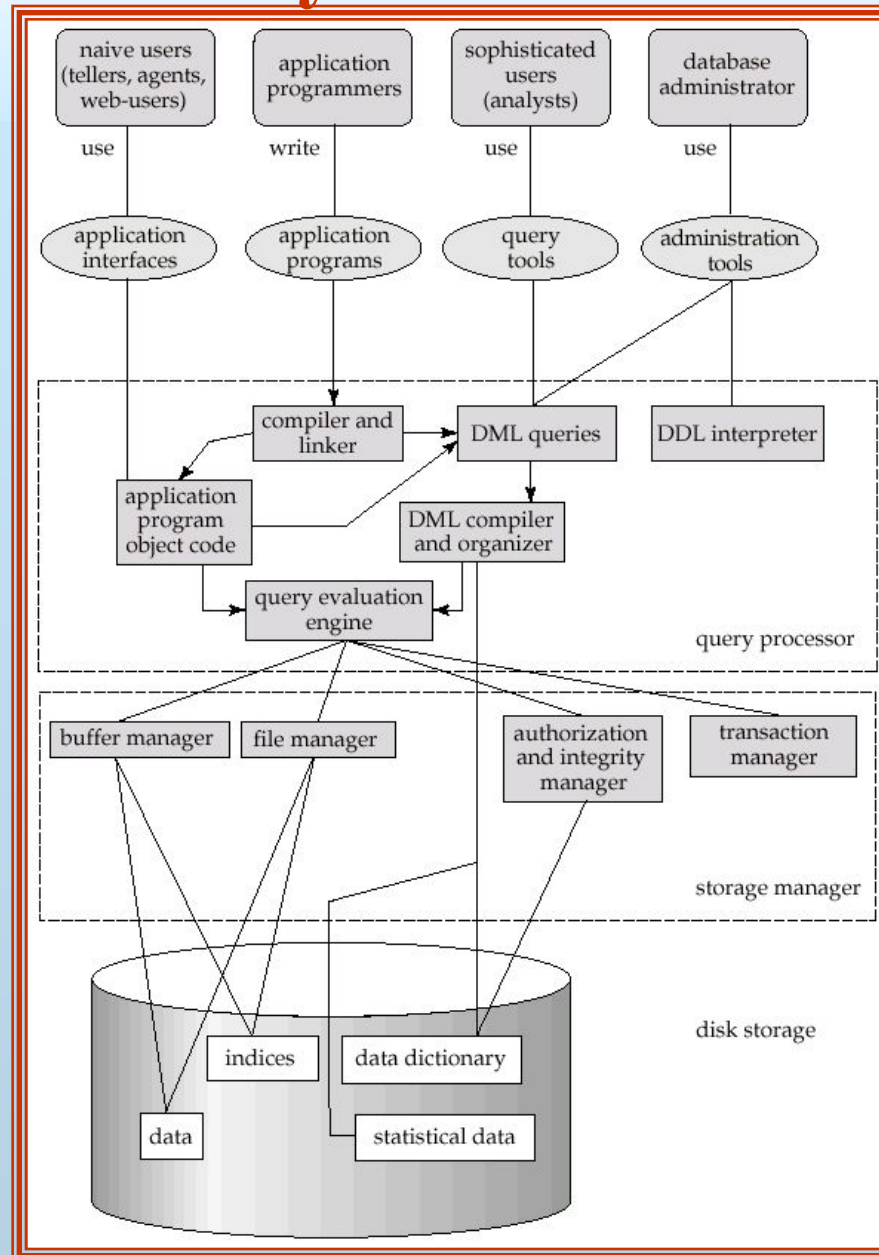 naive users
(tellers, agents,
web-users)
application
programmers
sophisticated
users
(analysts)
database
administrator
use
write
use
use
application
interfaces
application
programs
query
tools
administration
tools
compiler and
linker
DML queries
DDL interpreter
application
program
object code
DML compiler
and organizer
query evaluation
engine
query processor
buffer manager
file manager
authorization
and integrity
manager
transaction
manager
storage manager
disk storage
indices
data dictionary
data
statistical data